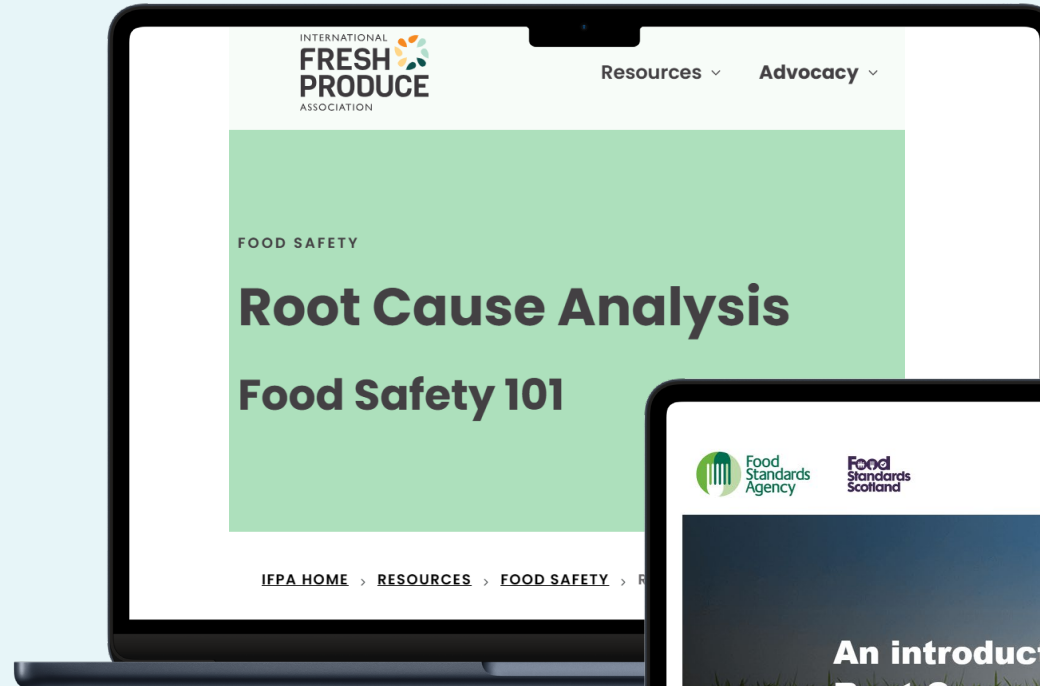 INTERNATIONAL
FRESH
PRODUCE
ASSOCIATION
Resources
Advocacy
FOOD SAFETY
Root Cause Analysis
Food Safety 101
IFPA HOME > RESOURCES > FOOD SAFETY > R
Food
Standards
Agency
Food
Standards
Scotland
An introduct